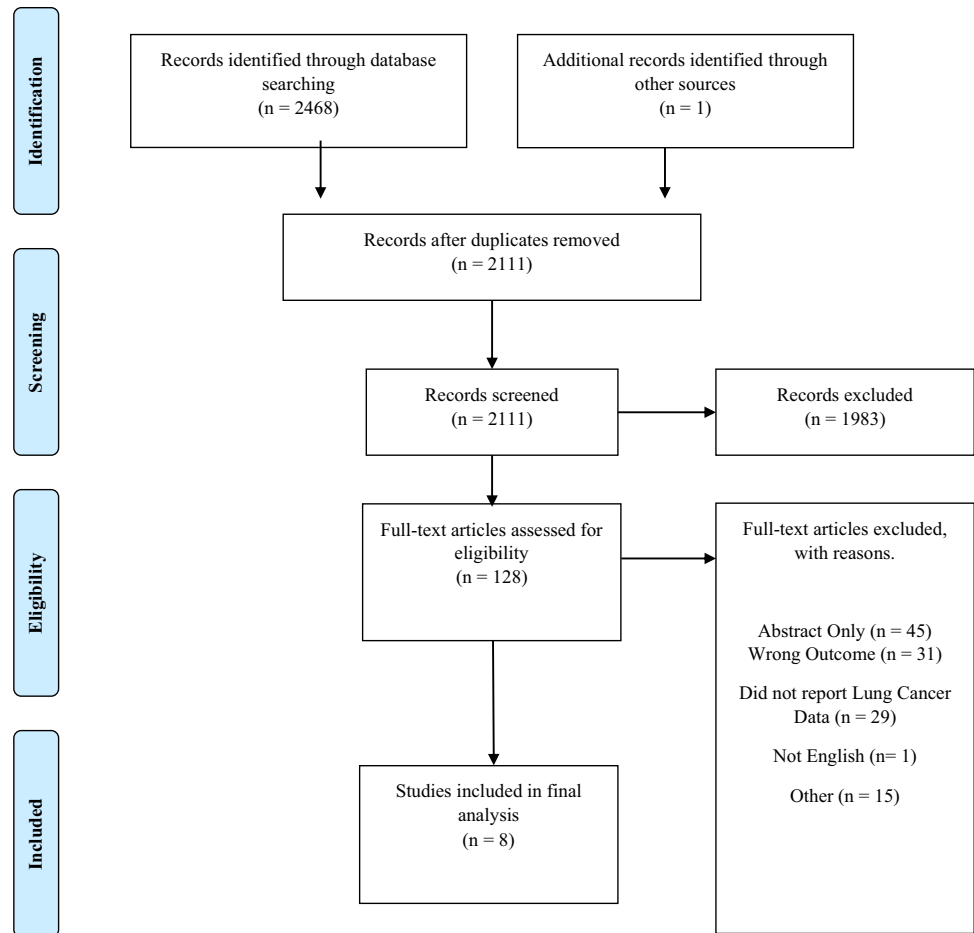 Identification
Records identified through database
searching
(n = 2468)
Additional records identified through
other sources
(n = 1)
Records after duplicates removed
(n = 2111)
Screening
Records screened
(n = 2111)
Records excluded
(n = 1983)
Eligibility
Full-text articles assessed for
eligibility
(n = 128)
Full-text articles excluded,
with reasons.
Abstract Only (n = 45)
Wrong Outcome (n = 31)
Did not report Lung Cancer
Data (n = 29)
Not English (n= 1)
Other (n = 15)
Included
Studies included in final
analysis
(n = 8)